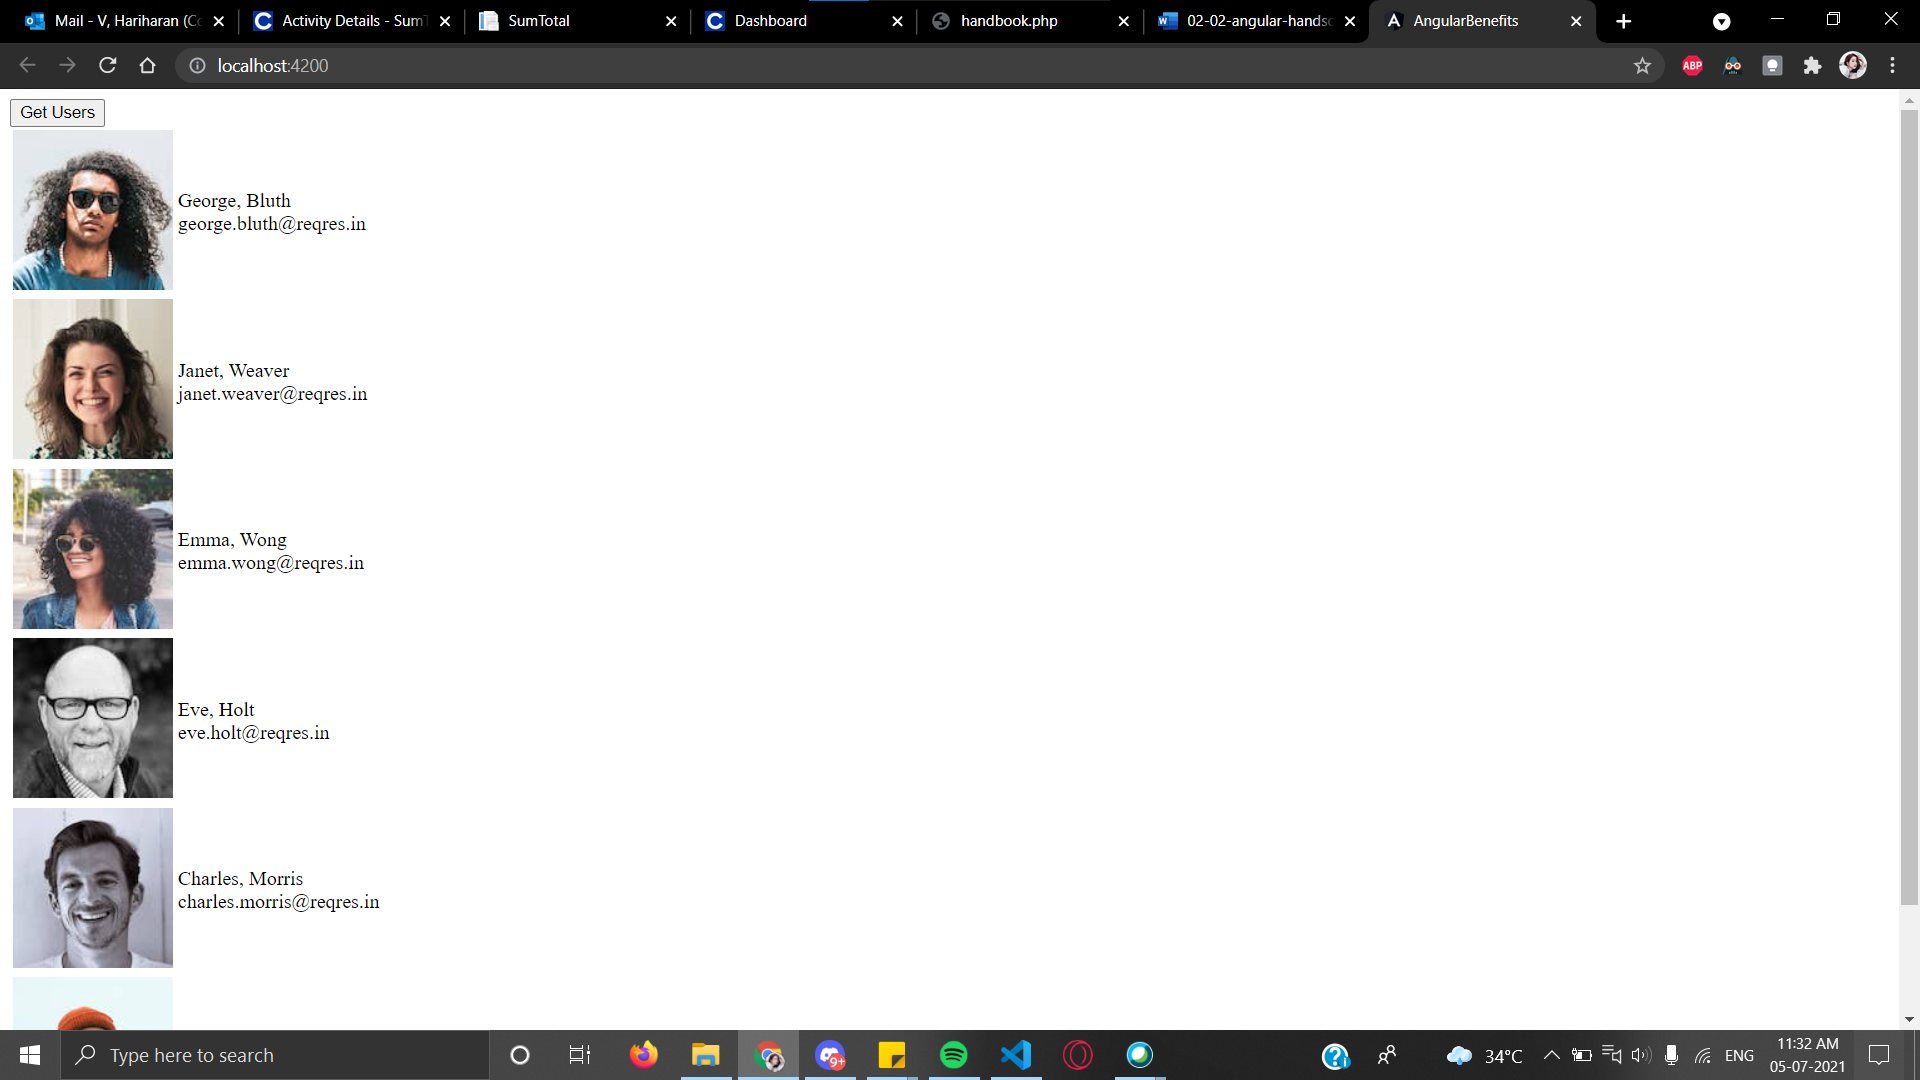 Mail - V, Hariharan (Co
Activity Details - SumT
SumTotal
Dashboard
handbook.php
02-02-angular-handso
AngularBenefits
localhost:4200
ABP
Get Users
George, Bluth
george.bluth@reqres.in
Janet, Weaver
janet.weaver@reqres.in
Emma, Wong
emma.wong@reqres.in
Eve, Holt
eve.holt@reqres.in
Charles, Morris
charles.morris@reqres.in
Type here to search
9+
34°C
ENG
11:32 AM
05-07-2021